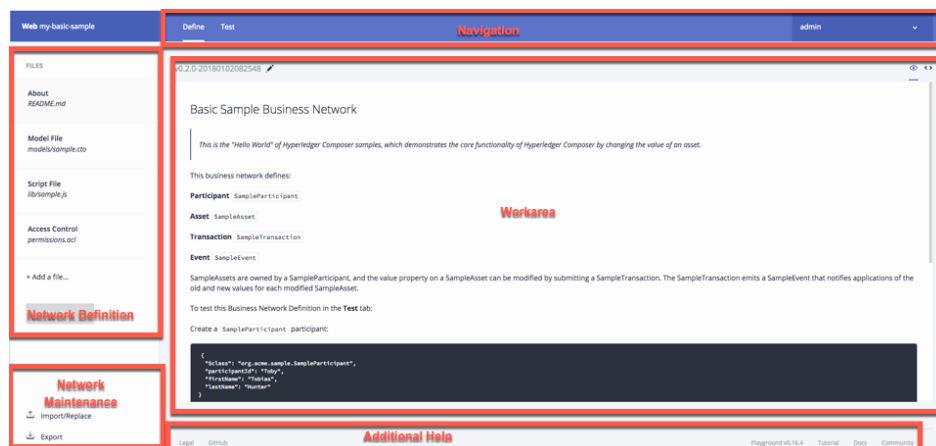 Web my-basic-sample
Define Test
Navigation
admin
FILES
About
README.md
Model File
models/sample.cto
Script File
lib/sample.js
Access Control
permissions.acl
+ Add a file...
Network Definition
Network
Maintenance
Import/Replace
Export
v0.2.0-20180102082548
Basic Sample Business Network
This is the "Hello World" of Hyperledger Composer samples, which demonstrates the core functionality of Hyperledger Composer by changing the value of an asset.
This business network defines:
Participant SampleParticipant
Asset SampleAsset
Workarea
Transaction SampleTransaction
Event SampleEvent
SampleAssets are owned by a SampleParticipant, and the value property on a SampleAsset can be modified by submitting a SampleTransaction. The SampleTransaction emits a SampleEvent that notifies applications of the
old and new values for each modified SampleAsset.
To test this Business Network Definition in the Test tab:
Create a SampleParticipant participant:
{
"$class": "org.acme.sample.SampleParticipant",
"participantId": "Toby",
"firstName": "Tobias",
"lastName": "Hunter"
}
Additional Help
Legal GitHub
Playground v0.16.4 Tutorial Docs Community